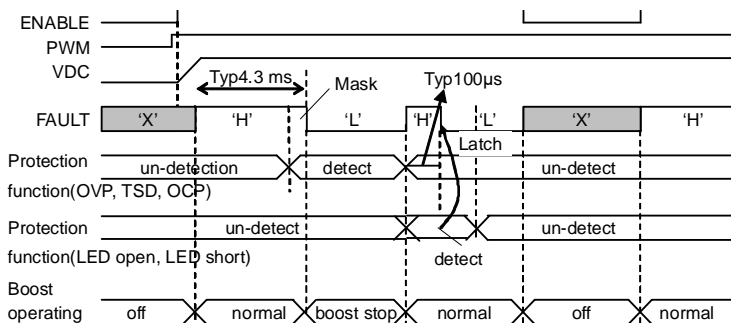 ENABLE
PWM
VDC
Typ4.3 ms
Mask
Typ100µs
FAULT
‘X’ ‘H’ ‘L’ ‘H’ ‘L’ ‘X’ ‘H’
Latch
Protection
function(OVP, TSD, OCP)
un-detection detect un-detect
Protection
function(LED open, LED short)
un-detect detect un-detect
Boost
operating
off normal boost stop normal off normal